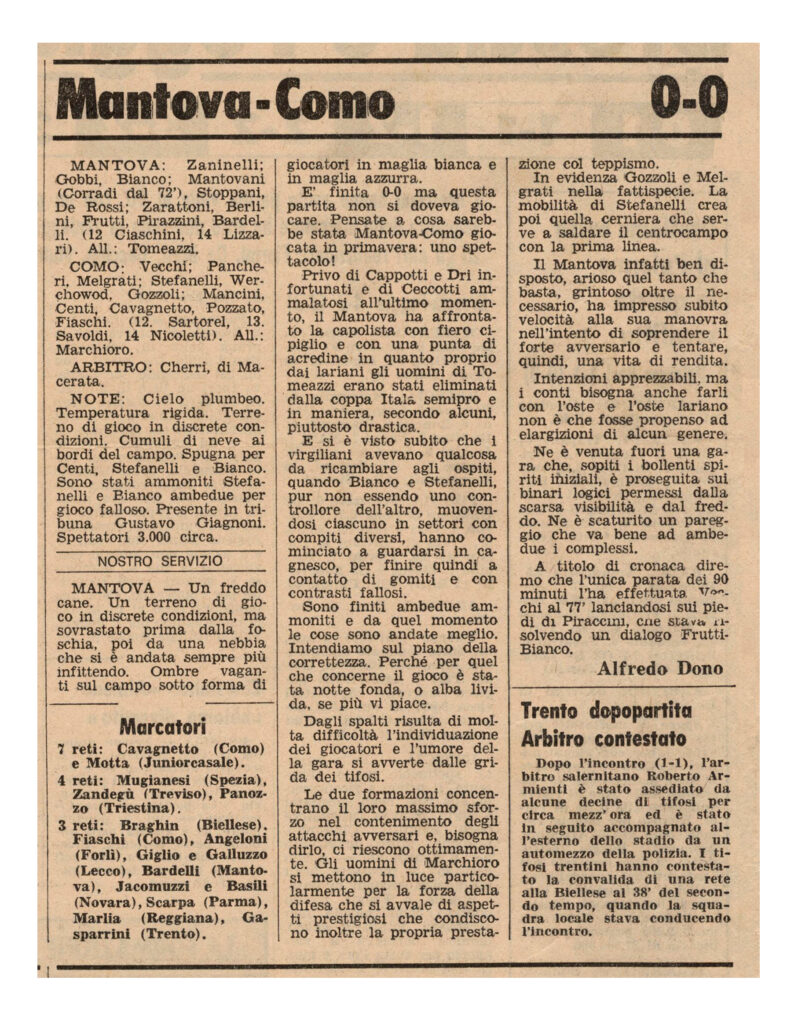 Mantova-Como 0-0
MANTOVA: Zaninelli;
Gobbi, Bianco; Mantovani
(Corradi dal 72'), Stoppani,
De Rossi; Zarattoni, Berli-
ni, Frutti, Pirazzini, Bardel-
li. (12 Ciaschini, 14 Lizza-
ri). All.: Tomeazzi.
COMO: Vecchi; Panche-
ri, Melgrati; Stefanelli, Wer-
chowod, Gozzoli; Mancini,
Centi, Cavagnetto, Pozzato,
Fiaschi. (12. Sartorel, 13.
Savoldi, 14 Nicoletti). All.:
Marchioro.
ARBITRO: Cherri, di Ma-
cerata.
NOTE: Cielo plumbeo.
Temperatura rigida. Terre-
no di gioco in discrete con-
dizioni. Cumuli di neve ai
bordi del campo. Spugna per
Centi, Stefanelli e Bianco.
Sono stati ammoniti Stefa-
nelli e Bianco ambedue per
gioco falloso. Presente in tri-
buna Gustavo Giagnoni.
Spettatori 3.000 circa.
NOSTRO SERVIZIO
MANTOVA — Un freddo
cane. Un terreno di gio-
co in discrete condizioni, ma
sovrastato prima dalla fo-
schia, poi da una nebbia
che si è andata sempre più
infittendo. Ombre vagan-
ti sul campo sotto forma di
giocatori in maglia bianca e
in maglia azzurra.
E' finita 0-0 ma questa
partita non si doveva gio-
care. Pensate a cosa sareb-
be stata Mantova-Como gio-
cata in primavera: uno spet-
tacolo!
Privo di Cappotti e Dri in-
fortunati e di Ceccotti am-
malatosi all'ultimo momen-
to, il Mantova ha affronta-
to la capolista con fiero ci-
piglio e con una punta di
acredine in quanto proprio
dai lariani gli uomini di To-
meazzi erano stati eliminati
dalla coppa Itala semipro e
in maniera, secondo alcuni,
piuttosto drastica.
E si è visto subito che i
virgiliani avevano qualcosa
da ricambiare agli ospiti,
quando Bianco e Stefanelli,
pur non essendo uno con-
trollore dell'altro, muoven-
dosi ciascuno in settori con
compiti diversi, hanno co-
minciato a guardarsi in ca-
gnesco, per finire quindi a
contatto di gomiti e con
contrasti fallosi.
Sono finiti ambedue am-
moniti e da quel momento
le cose sono andate meglio.
Intendiamo sul piano della
correttezza. Perché per quel
che concerne il gioco è sta-
ta notte fonda, o alba livi-
da, se più vi piace.
Dagli spalti risulta di mol-
ta difficoltà l'individuazione
dei giocatori e l'umore del-
la gara si avverte dalle gri-
da dei tifosi.
Le due formazioni concen-
trano il loro massimo sfor-
zo nel contenimento degli
attacchi avversari e, bisogna
dirlo, ci riescono ottimamen-
te. Gli uomini di Marchioro
si mettono in luce partico-
larmente per la forza della
difesa che si avvale di aspet-
ti prestigiosi che condisco-
no inoltre la propria presta-
zione col teppismo.
In evidenza Gozzoli e Mel-
grati nella fattispecie. La
mobilità di Stefanelli crea
poi quella cerniera che ser-
ve a saldare il centrocampo
con la prima linea.
Il Mantova infatti ben di-
sposto, arioso quel tanto che
basta, grintoso oltre il ne-
cessario, ha impresso subito
velocità alla sua manovra
nell'intento di soprendere il
forte avversario e tentare,
quindi, una vita di rendita.
Intenzioni apprezzabili, ma
i conti bisogna anche farli
con l'oste e l'oste lariano
non è che fosse propenso ad
elargizioni di alcun genere.
Ne è venuta fuori una ga-
ra che, sopiti i bollenti spi-
riti iniziali, è proseguita sui
binari logici permessi dalla
scarsa visibilità e dal fred-
do. Ne è scaturito un pareg-
gio che va bene ad ambe-
due i complessi.
A titolo di cronaca dire-
mo che l'unica parata dei 90
minuti l'ha effettuata Vec-
chi al 77' lanciandosi sui pie-
di di Piraccini, che stava ri-
solvendo un dialogo Frutti-
Bianco.
Alfredo Dono
Marcatori
7 reti: Cavagnetto (Como)
e Motta (Juniorcasale).
4 reti: Mugianesi (Spezia),
Zandegù (Treviso), Panoz-
zo (Triestina).
3 reti: Braghin (Biellese),
Fiaschi (Como), Angeloni
(Forlì), Giglio e Galluzzo
(Lecco), Bardelli (Manto-
va), Jacomuzzi e Basili
(Novara), Scarpa (Parma),
Marlia (Reggiana), Ga-
sparrini (Trento).
Trento dopopartita
Arbitro contestato
Dopo l'incontro (1-1), l'ar-
bitro salernitano Roberto Ar-
mienti è stato assediato da
alcune decine di tifosi per
circa mezz'ora ed è stato
in seguito accompagnato al-
l'esterno dello stadio da un
automezzo della polizia. I ti-
fosi trentini hanno contesta-
to la convalida di una rete
alla Biellese al 38' del secon-
do tempo, quando la squa-
dra locale stava conducendo
l'incontro.